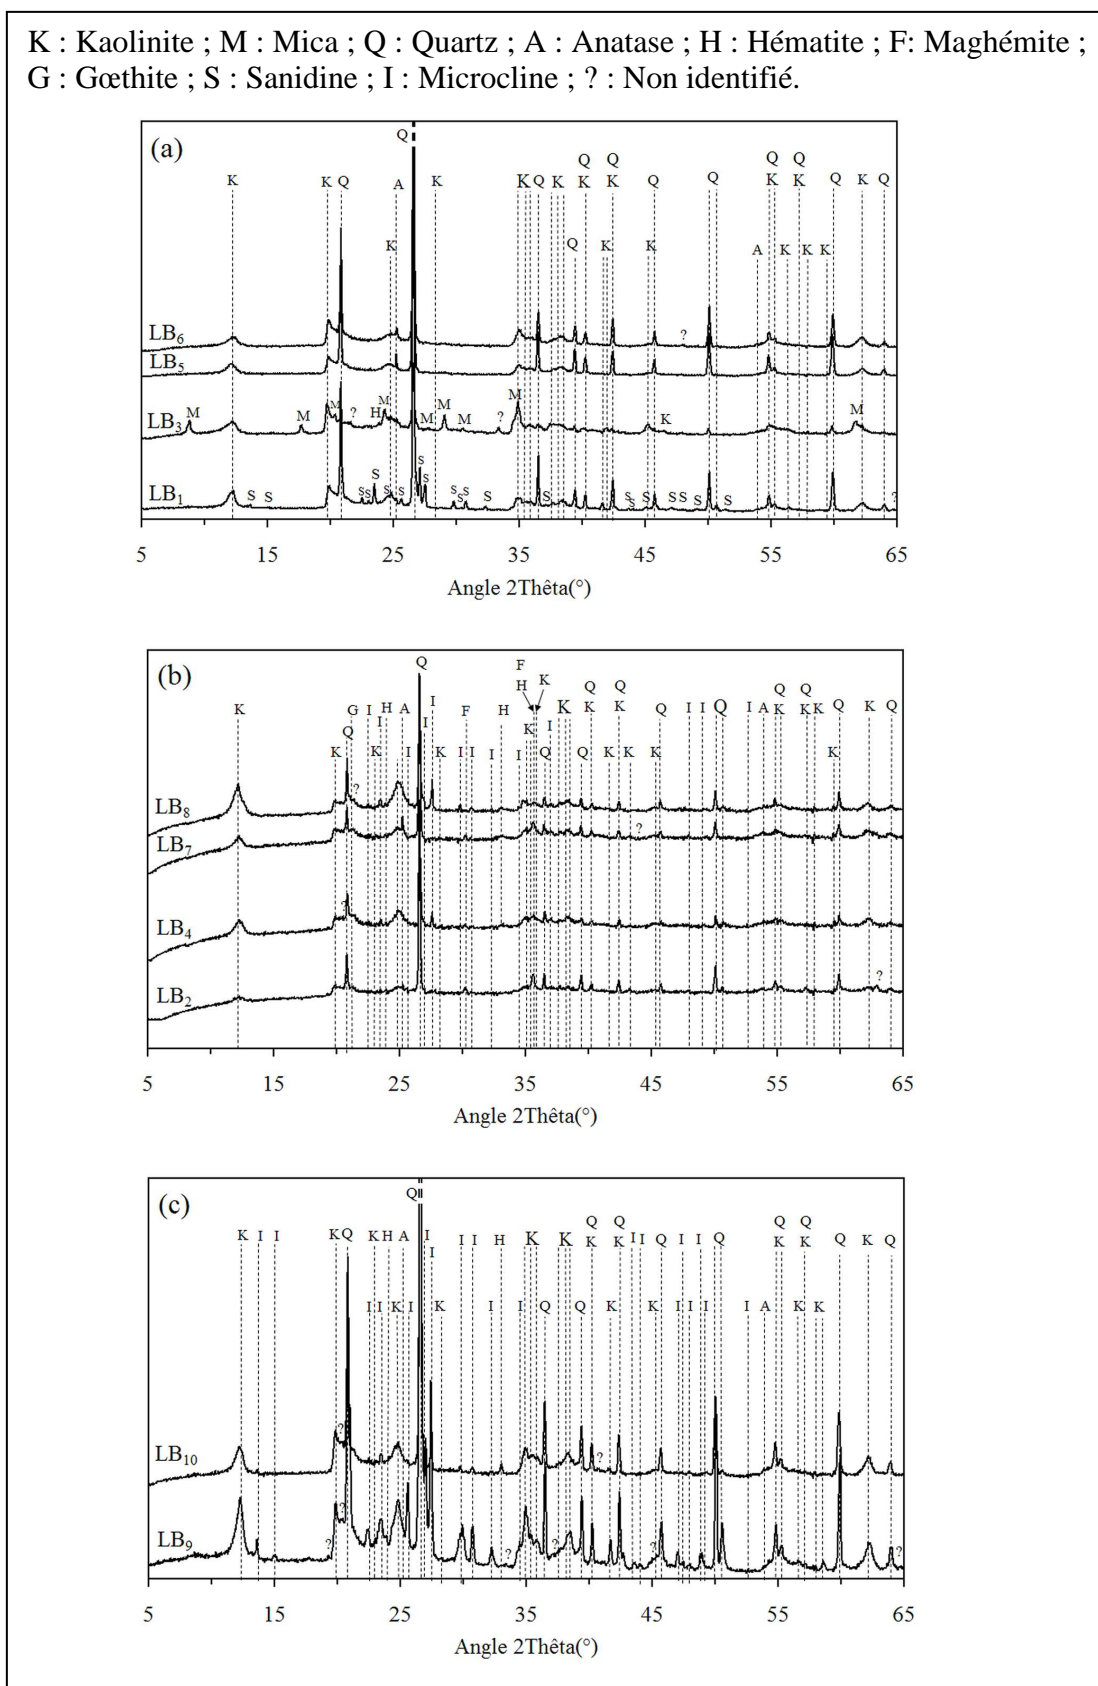 K : Kaolinite ; M : Mica ; Q : Quartz ; A : Anatase ; H : Hématite ; F: Maghémite ;
G : Gœthite ; S : Sanidine ; I : Microcline ; ? : Non identifié.
(a)
Q
Q Q Q Q
K K Q A K K Q K K K Q Q K K Q K Q
K Q K K A K K K
LB6
?
LB5
M M M ? H M M M M ? M K M
LB3
S S S S S S S S S S S S S S S S S S S S ?
LB1
5 15 25 35 45 55 65
Angle 2Thêta(°)
(b)
Q F
H K Q Q Q Q
K G I H A I F H K K K Q I I Q I A K K K Q K Q
Q I I K I
K K I K I I I I Q Q K K K K
LB8
?
LB7
?
LB4
?
LB2
?
5 15 25 35 45 55 65
Angle 2Thêta(°)
(c)
Q
Q Q Q Q
K I I K Q K H A I I I H K K K K I I Q I I Q K K Q K Q
I
I I K I K I I Q Q K K I I I I A K K
LB10
? ?
LB9
? ? ? ? ? ?
5 15 25 35 45 55 65
Angle 2Thêta(°)